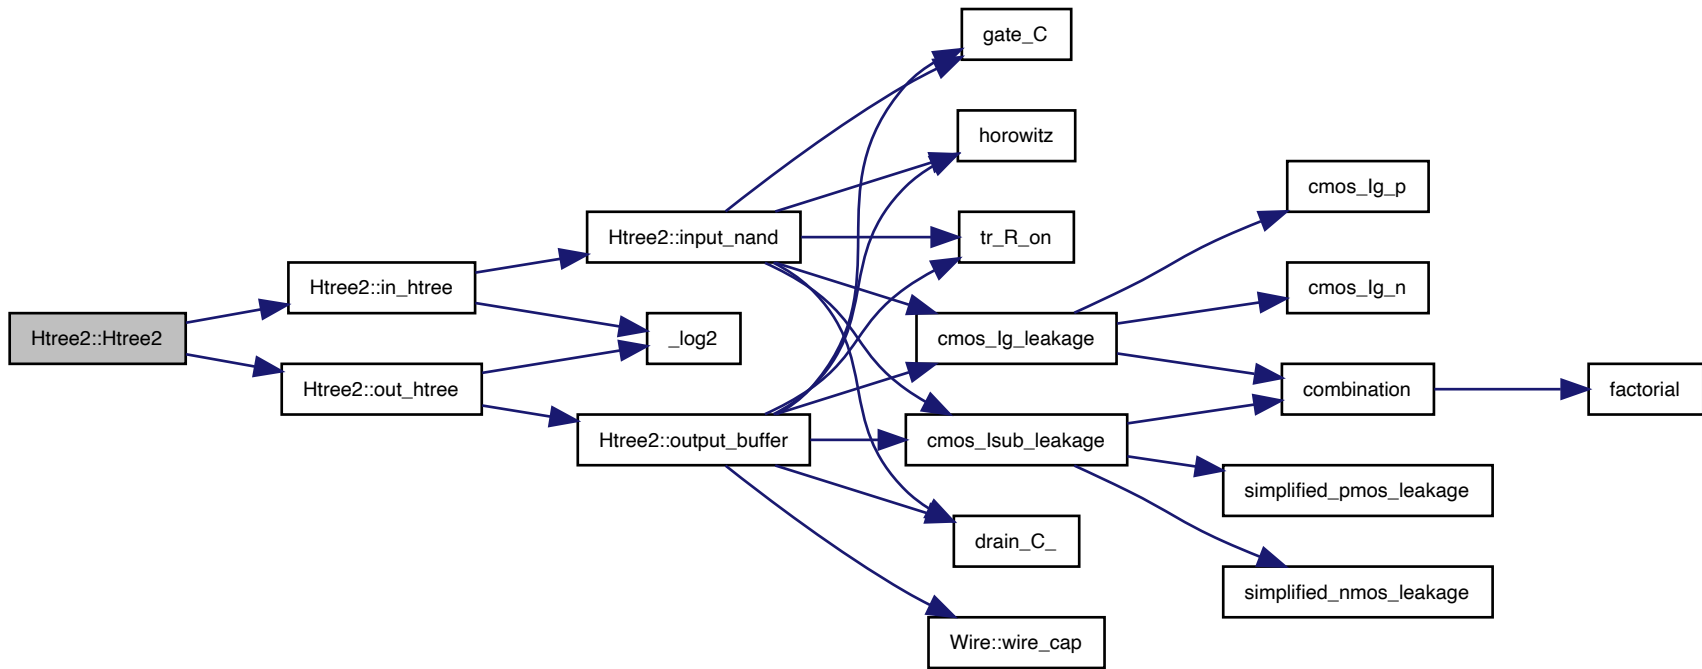 Htree2::Htree2
Htree2::in_htree
Htree2::out_htree
Htree2::input_nand
_log2
Htree2::output_buffer
gate_C
horowitz
tr_R_on
cmos_Ig_leakage
cmos_Isub_leakage
drain_C_
Wire::wire_cap
cmos_Ig_p
cmos_Ig_n
combination
simplified_pmos_leakage
simplified_nmos_leakage
factorial